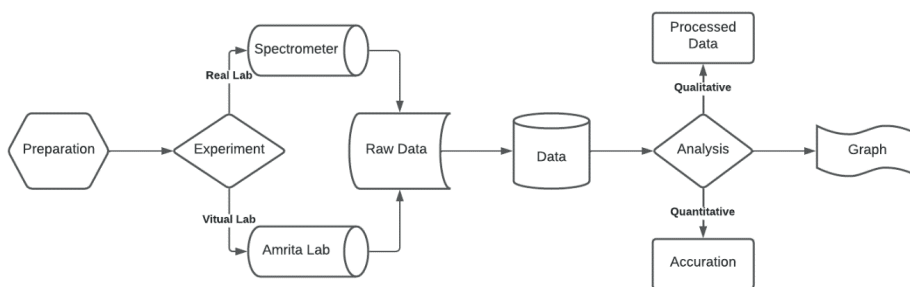 Processed
Data
Spectrometer
Real Lab
Qualitative
Preparation
Experiment
Raw Data
Data
Analysis
Graph
Vitual Lab
Quantitative
Amrita Lab
Accuration